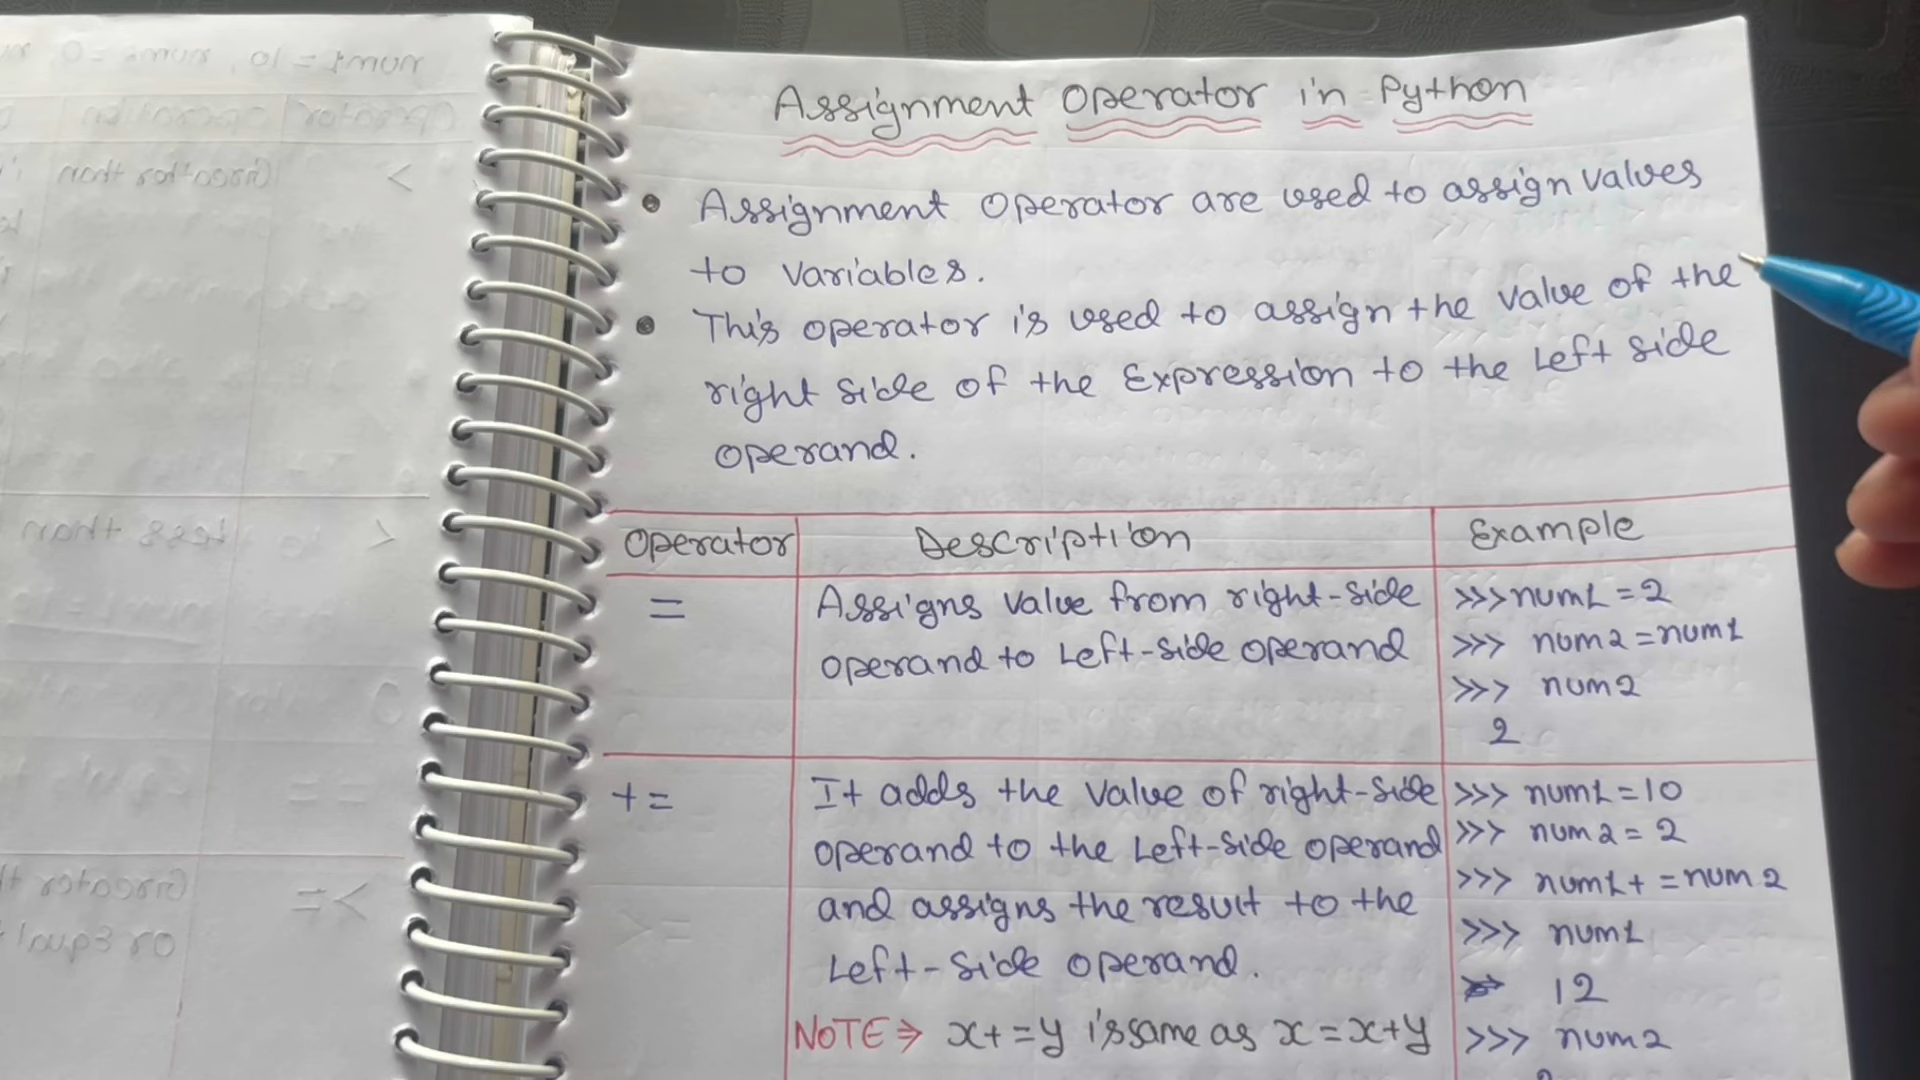 Assignment Operator in Python
• Assignment Operator are used to assign values
to variables.
• This operator is used to assign the value of the
right side of the Expression to the Left side
operand.
Operator Description Example
= Assigns value from right-side >>> num1 = 2
operand to Left-side operand >>> num2 = num1
>>> num2
2
+= It adds the value of right-side >>> num1 = 10
operand to the Left-Side operand >>> num2 = 2
and assigns the result to the >>> num1+ = num2
Left-Side operand. >>> num1
12
NOTE ⇒ x+=y is same as x = x+y >>> num2